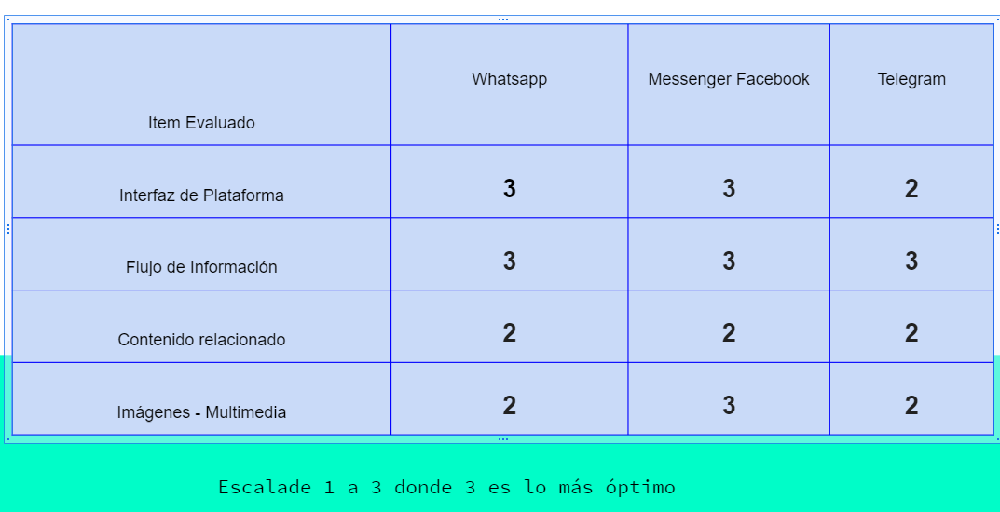 Item Evaluado Whatsapp Messenger Facebook Telegram
Interfaz de Plataforma 3 3 2
Flujo de Información 3 3 3
Contenido relacionado 2 2 2
Imágenes - Multimedia 2 3 2
Escalade 1 a 3 donde 3 es lo más óptimo